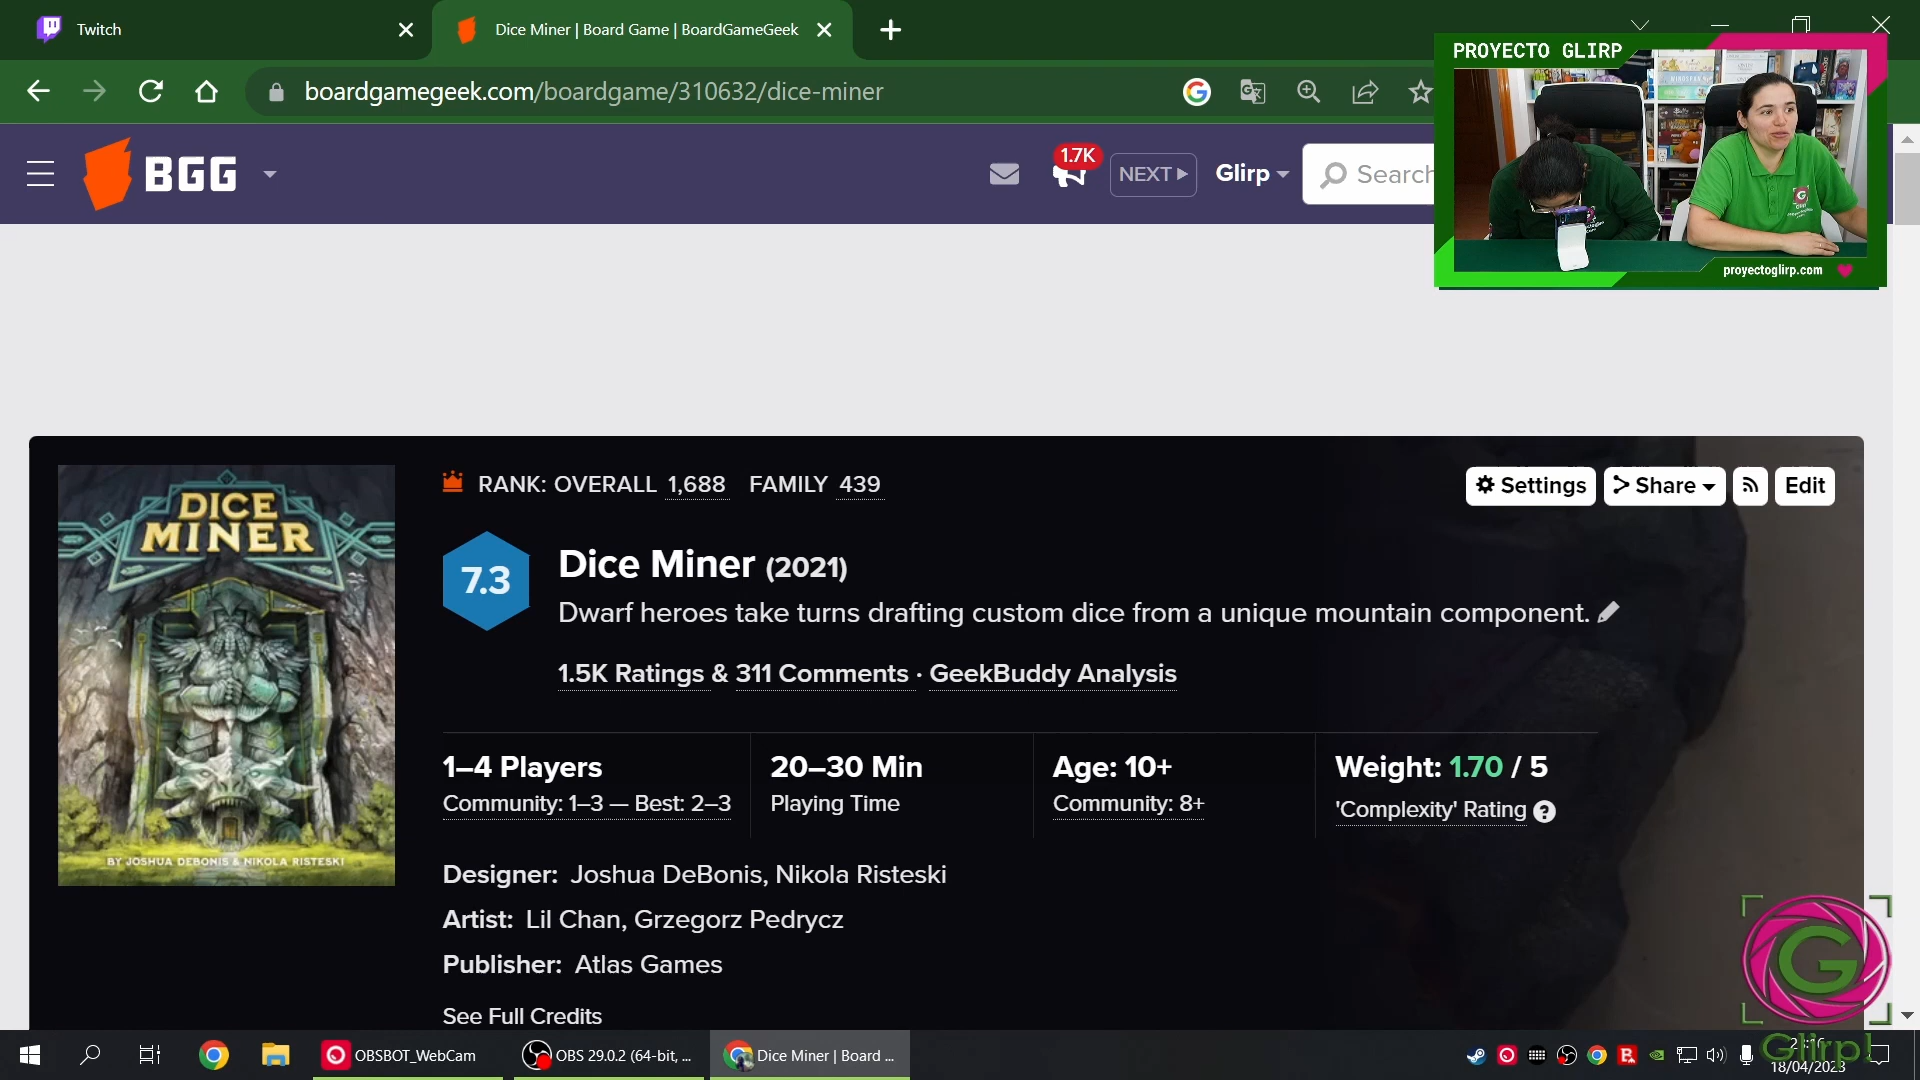 Twitch
Dice Miner | Board Game | BoardGameGeek
boardgamegeek.com/boardgame/310632/dice-miner
PROYECTO GLIRP
proyectoglirp.com
BGG
1.7K
NEXT
Glirp
Search
DICE
MINER
BY JOSHUA DEBONIS & NIKOLA RISTESKI
RANK: OVERALL 1,688 FAMILY 439
Settings
Share
Edit
7.3
Dice Miner (2021)
Dwarf heroes take turns drafting custom dice from a unique mountain component.
1.5K Ratings & 311 Comments · GeekBuddy Analysis
1–4 Players
Community: 1–3 — Best: 2–3
20–30 Min
Playing Time
Age: 10+
Community: 8+
Weight: 1.70 / 5
'Complexity' Rating ?
Designer: Joshua DeBonis, Nikola Risteski
Artist: Lil Chan, Grzegorz Pedrycz
Publisher: Atlas Games
See Full Credits
G
Glirp!
OBSBOT_WebCam
OBS 29.0.2 (64-bit, ...
Dice Miner | Board ...
18/04/2023